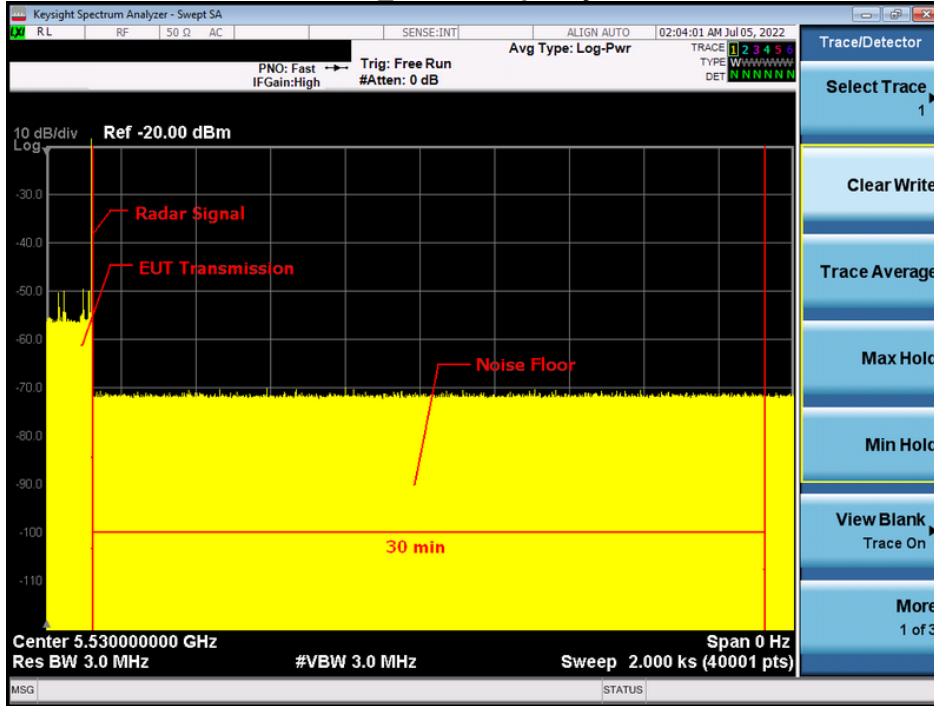 Keysight Spectrum Analyzer - Swept SA
LXI RL RF 50 Ω AC SENSE:INT ALIGN AUTO 02:04:01 AM Jul 05, 2022
Avg Type: Log-Pwr TRACE 1 2 3 4 5 6
PNO: Fast Trig: Free Run TYPE WWWWWW
IFGain:High #Atten: 0 dB DET N N N N N N
Trace/Detector
Select Trace
1
Clear Write
Trace Average
Max Hold
Min Hold
View Blank
Trace On
More
1 of 3
10 dB/div Ref -20.00 dBm
Log
-30.0
Radar Signal
-40.0
EUT Transmission
-50.0
-60.0
Noise Floor
-70.0
-80.0
-90.0
-100
30 min
-110
Center 5.530000000 GHz Span 0 Hz
Res BW 3.0 MHz #VBW 3.0 MHz Sweep 2.000 ks (40001 pts)
MSG STATUS